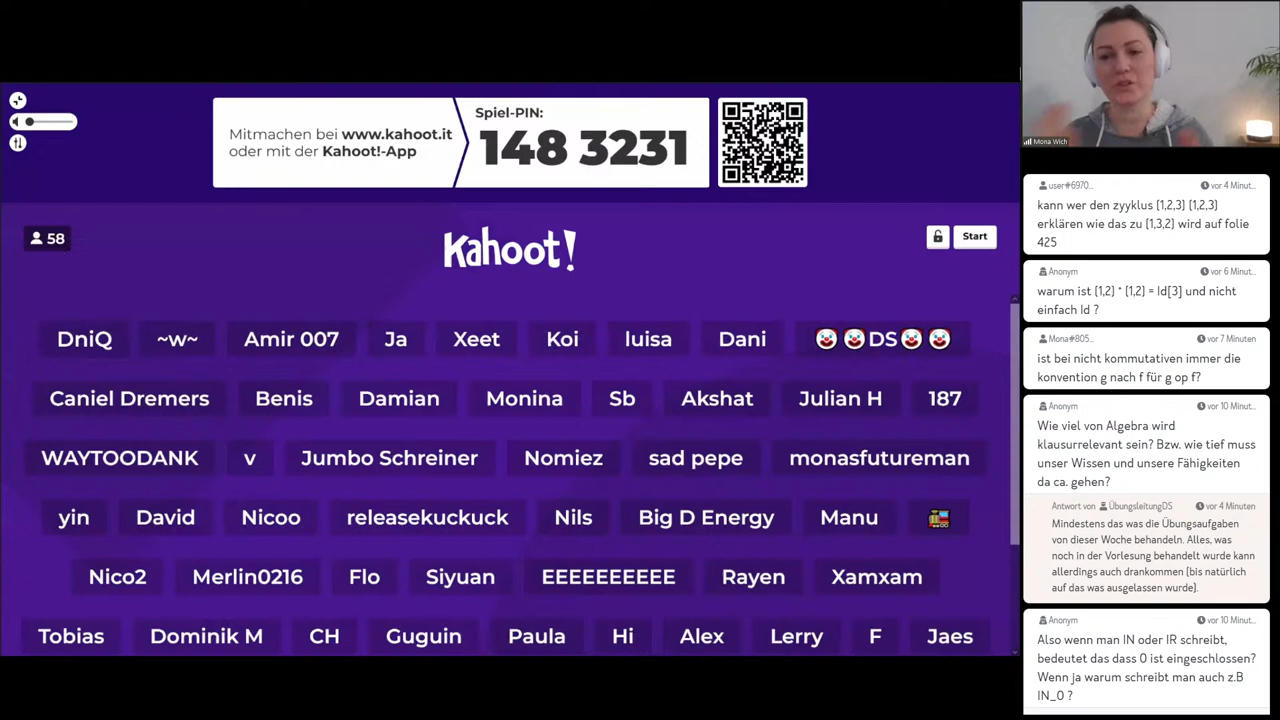 Mitmachen bei www.kahoot.it
oder mit der Kahoot!-App
Spiel-PIN:
148 3231
58
Kahoot!
Start
DniQ ~w~ Amir 007 Ja Xeet Koi luisa Dani 🤡🤡DS🤡🤡
Caniel Dremers Benis Damian Monina Sb Akshat Julian H 187
WAYTOODANK v Jumbo Schreiner Nomiez sad pepe monasfutureman
yin David Nicoo releasekuckuck Nils Big D Energy Manu 🚂
Nico2 Merlin0216 Flo Siyuan EEEEEEEEEE Rayen Xamxam
Tobias Dominik M CH Guguin Paula Hi Alex Lerry F Jaes
Mona Wich
user#6970... vor 4 Minut...
kann wer den zyyklus (1,2,3) (1,2,3)
erklären wie das zu (1,3,2) wird auf folie
425
Anonym vor 6 Minut...
warum ist (1,2) * (1,2) = Id[3] und nicht
einfach Id ?
Mona#805... vor 7 Minuten
ist bei nicht kommutativen immer die
konvention g nach f für g op f?
Anonym vor 10 Minut...
Wie viel von Algebra wird
klausurrelevant sein? Bzw. wie tief muss
unser Wissen und unsere Fähigkeiten
da ca. gehen?
Antwort von ÜbungsleitungDS vor 4 Minuten
Mindestens das was die Übungsaufgaben
von dieser Woche behandeln. Alles, was
noch in der Vorlesung behandelt wurde kann
allerdings auch drankommen (bis natürlich
auf das was ausgelassen wurde).
Anonym vor 10 Minut...
Also wenn man IN oder IR schreibt,
bedeutet das dass 0 ist eingeschlossen?
Wenn ja warum schreibt man auch z.B
IN_0 ?